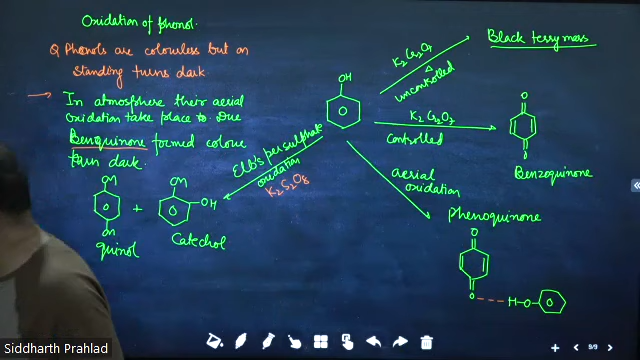 Oxidation of phenol.
Q Phenols are colourless but on
standing turns dark
→ In atmosphere their aerial
oxidation take place to. Due
Benzoquinone formed colour
turn dark.
OH
OH
quinol
+
OH
OH
Catechol
Elb's persulphate
oxidation
K2S2O8
OH
K2Cr2O7
Δ
uncontrolled
Black terry mass
K2Cr2O7
controlled
O
O
Benzoquinone
aerial
oxidation
Phenoquinone
O
O --- H-O-
Siddharth Prahlad
9/9